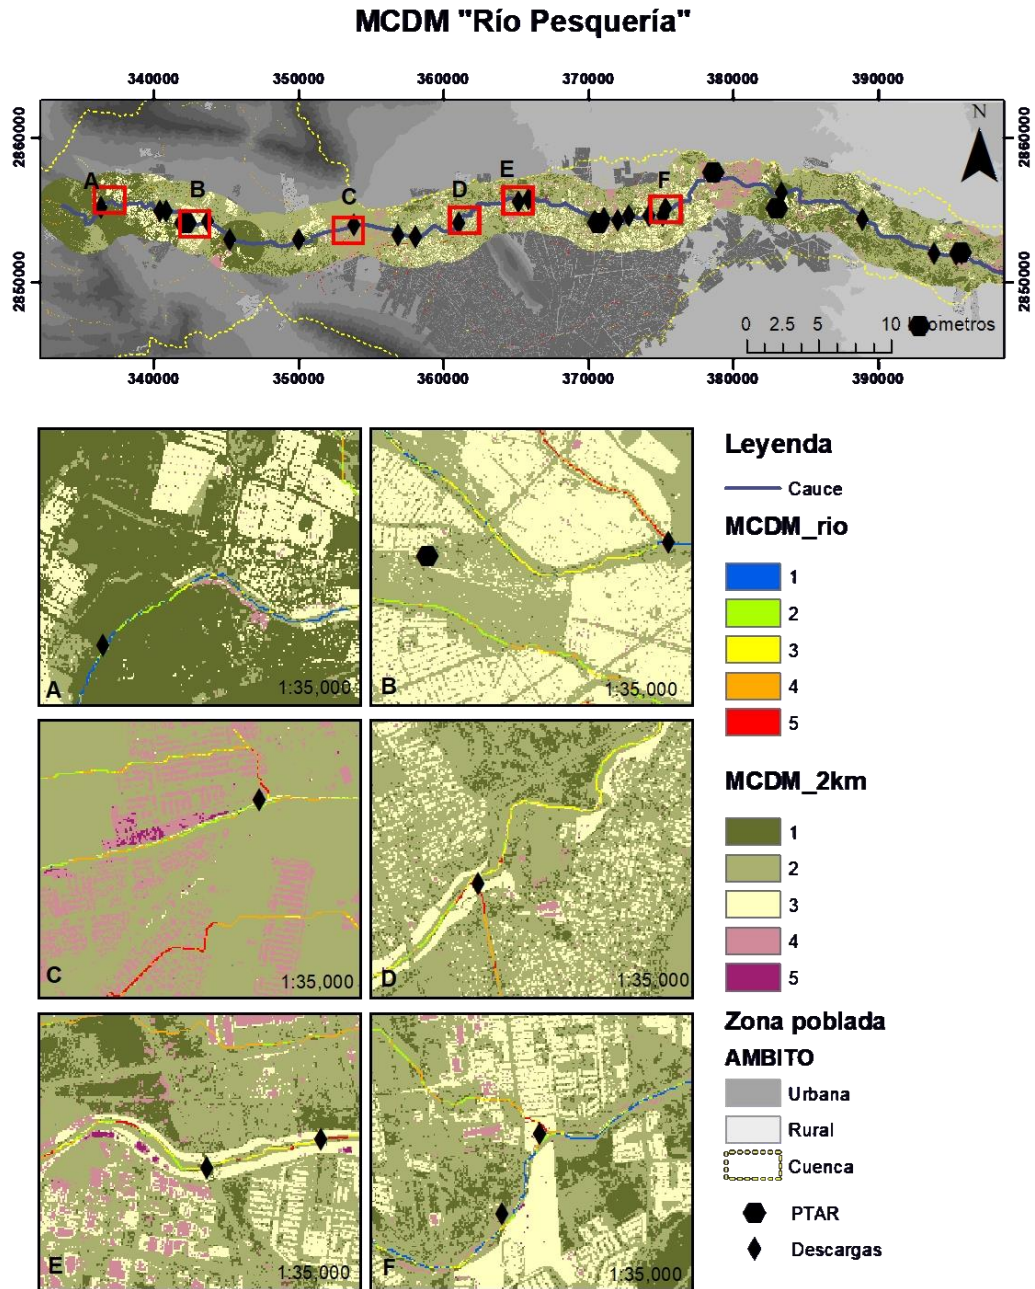 MCDM "Río Pesquería"
340000 350000 360000 370000 380000 390000
2860000 2860000
N
A B C D E F
2850000 2850000
0 2.5 5 10
340000 350000 360000 370000 380000 390000
A 1:35,000
B 1:35,000
C 1:35,000
D 1:35,000
E 1:35,000
F 1:35,000
Leyenda
Cauce
MCDM_rio
1
2
3
4
5
MCDM_2km
1
2
3
4
5
Zona poblada
AMBITO
Urbana
Rural
Cuenca
PTAR
Descargas